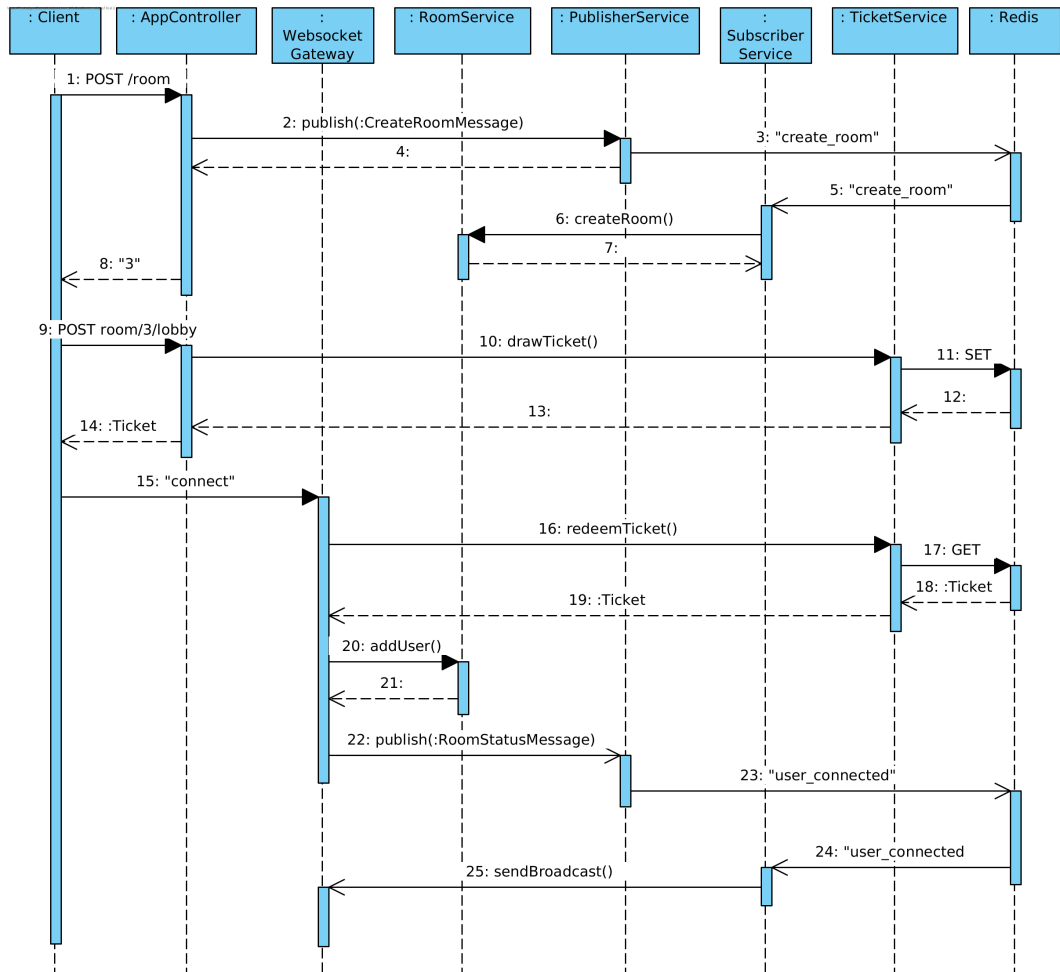 : Client
: AppController
:
Websocket
Gateway
: RoomService
: PublisherService
:
Subscriber
Service
: TicketService
: Redis
1: POST /room
2: publish(:CreateRoomMessage)
3: "create_room"
4:
5: "create_room"
6: createRoom()
7:
8: "3"
9: POST room/3/lobby
10: drawTicket()
11: SET
12:
13:
14: :Ticket
15: "connect"
16: redeemTicket()
17: GET
18: :Ticket
19: :Ticket
20: addUser()
21:
22: publish(:RoomStatusMessage)
23: "user_connected"
24: "user_connected
25: sendBroadcast()